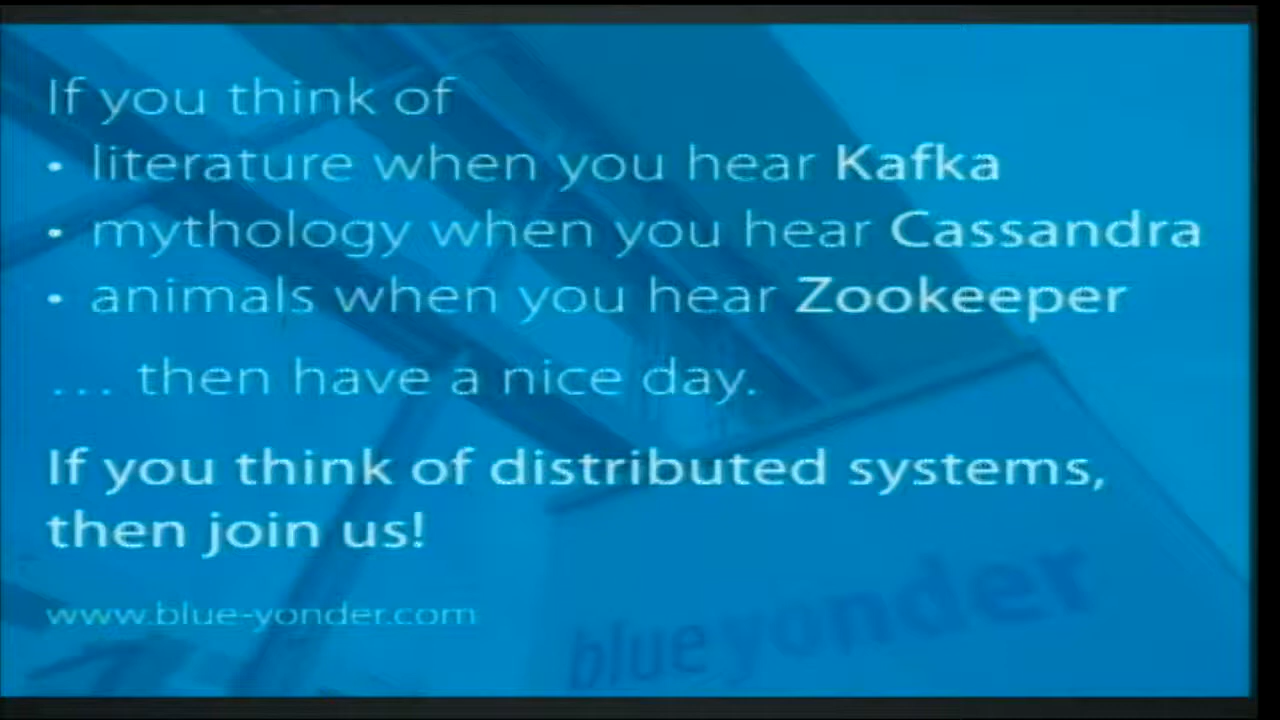 If you think of
• literature when you hear Kafka
• mythology when you hear Cassandra
• animals when you hear Zookeeper
... then have a nice day.
If you think of distributed systems,
then join us!
www.blue-yonder.com
blue yonder